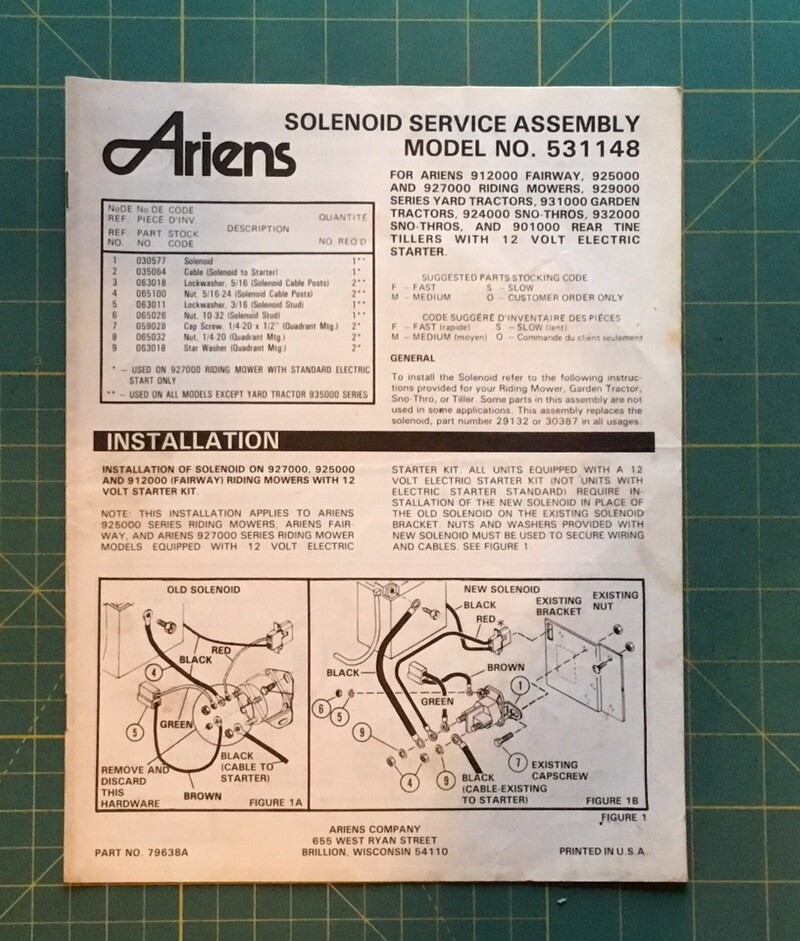 Ariens
SOLENOID SERVICE ASSEMBLY
MODEL NO. 531148
FOR ARIENS 912000 FAIRWAY, 925000
AND 927000 RIDING MOWERS, 929000
SERIES YARD TRACTORS, 931000 GARDEN
TRACTORS, 924000 SNO-THROS, 932000
SNO-THROS, AND 901000 REAR TINE
TILLERS WITH 12 VOLT ELECTRIC
STARTER.
NoDE No DE CODE QUANTITÉ
REF PIECE D'INV.
REF. PART STOCK DESCRIPTION
NO. NO CODE NO. REQ'D
1 030577 Solenoid 1**
2 035064 Cable (Solenoid to Starter) 1*
3 063018 Lockwasher, 5/16 (Solenoid Cable Posts) 2**
4 065100 Nut, 5/16-24 (Solenoid Cable Posts) 2**
5 063011 Lockwasher, 3/16 (Solenoid Stud) 1**
6 065026 Nut, 10-32 (Solenoid Stud) 1**
7 059028 Cap Screw, 1/4-20 x 1/2" (Quadrant Mtg.) 2*
8 065032 Nut, 1/4-20 (Quadrant Mtg.) 2*
9 063018 Star Washer (Quadrant Mtg.) 2*
* - USED ON 927000 RIDING MOWER WITH STANDARD ELECTRIC
START ONLY
** - USED ON ALL MODELS EXCEPT YARD TRACTOR 935000 SERIES
SUGGESTED PARTS STOCKING CODE
F - FAST S - SLOW
M - MEDIUM O - CUSTOMER ORDER ONLY
CODE SUGGÉRE D'INVENTAIRE DES PIÈCES
F - FAST (rapide) S - SLOW (lent)
M - MEDIUM (moyen) O - Commande du client seulement
GENERAL
To install the Solenoid refer to the following instruc-
tions provided for your Riding Mower, Garden Tractor,
Sno-Thro, or Tiller. Some parts in this assembly are not
used in some applications. This assembly replaces the
solenoid, part number 29132 or 30387 in all usages.
INSTALLATION
INSTALLATION OF SOLENOID ON 927000, 925000
AND 912000 (FAIRWAY) RIDING MOWERS WITH 12
VOLT STARTER KIT.
NOTE: THIS INSTALLATION APPLIES TO ARIENS
925000 SERIES RIDING MOWERS, ARIENS FAIR-
WAY, AND ARIENS 927000 SERIES RIDING MOWER
MODELS EQUIPPED WITH 12 VOLT ELECTRIC
STARTER KIT. ALL UNITS EQUIPPED WITH A 12
VOLT ELECTRIC STARTER KIT (NOT UNITS WITH
ELECTRIC STARTER STANDARD) REQUIRE IN-
STALLATION OF THE NEW SOLENOID IN PLACE OF
THE OLD SOLENOID ON THE EXISTING SOLENOID
BRACKET. NUTS AND WASHERS PROVIDED WITH
NEW SOLENOID MUST BE USED TO SECURE WIRING
AND CABLES. SEE FIGURE 1.
OLD SOLENOID
RED
4
BLACK
5
GREEN
BLACK
(CABLE TO
STARTER)
REMOVE AND
DISCARD
THIS
HARDWARE
BROWN
FIGURE 1A
NEW SOLENOID
BLACK
RED *
EXISTING
BRACKET
EXISTING
NUT
BLACK
BROWN
GREEN
1
6
5
9
4
9
7
EXISTING
CAPSCREW
BLACK
(CABLE-EXISTING
TO STARTER)
FIGURE 1B
FIGURE 1
ARIENS COMPANY
655 WEST RYAN STREET
BRILLION, WISCONSIN 54110
PART NO. 79638A
PRINTED IN U.S.A.